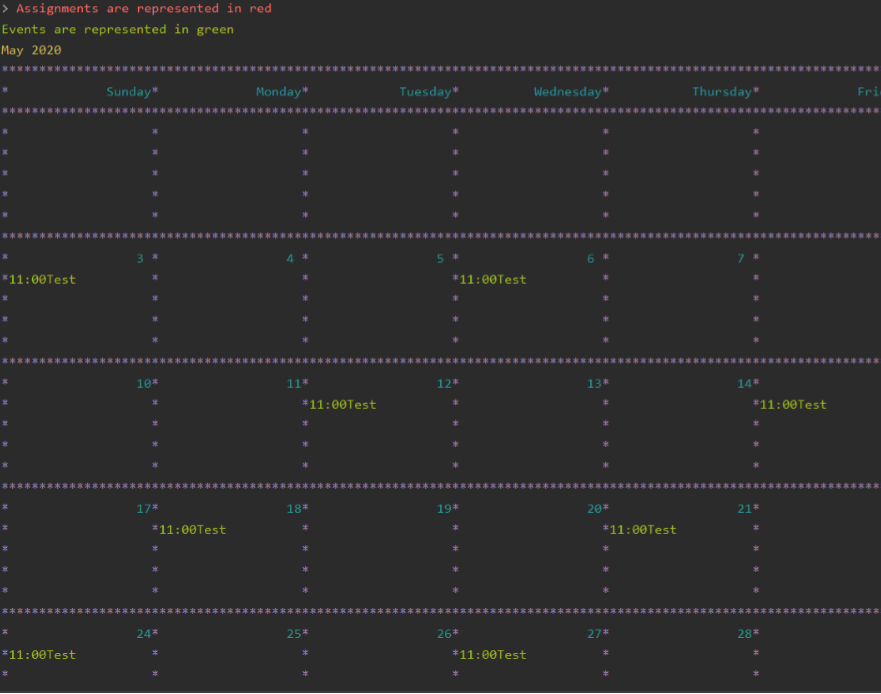 > Assignments are represented in red
Events are represented in green
May 2020
* Sunday* Monday* Tuesday* Wednesday* Thursday* Fri
* 3 * 4 * 5 * 6 * 7 *
*11:00Test * * *11:00Test * *
* 10* 11* 12* 13* 14*
* * *11:00Test * * *11:00Test
* 17* 18* 19* 20* 21*
* *11:00Test * * *11:00Test *
* 24* 25* 26* 27* 28*
*11:00Test * * *11:00Test * *